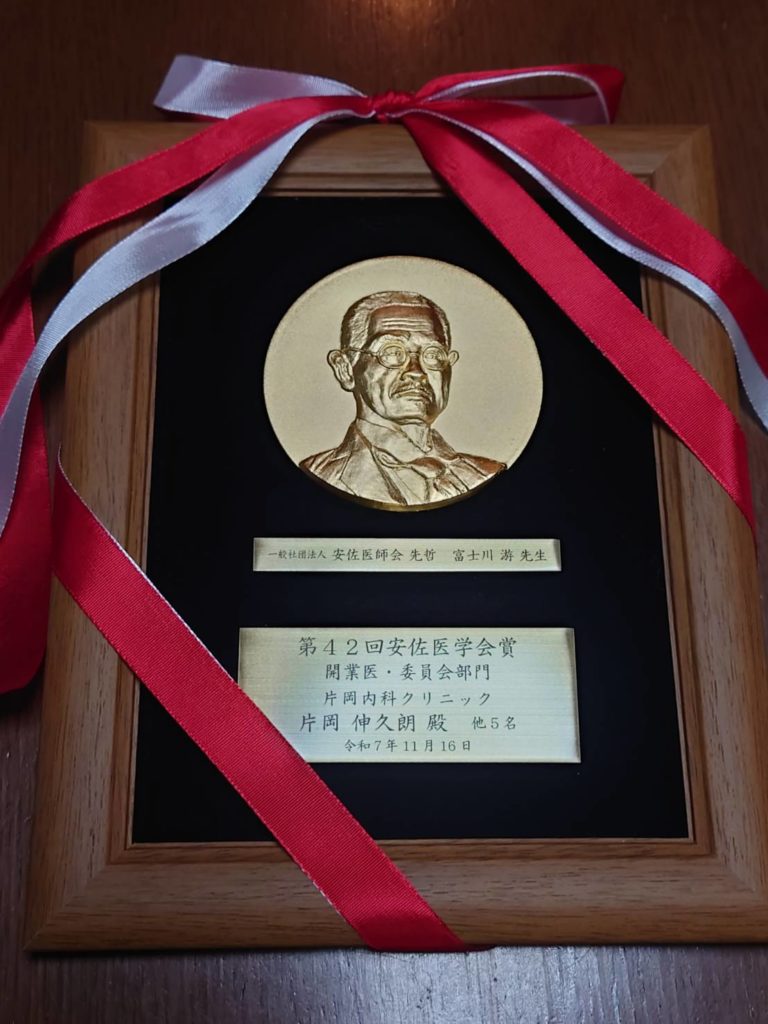 一般社団法人 安佐医師会 先哲 富士川 游 先生
第42回安佐医学会賞
開業医・委員会部門
片岡内科クリニック
片岡 伸久朗 殿 他5名
令和7年11月16日